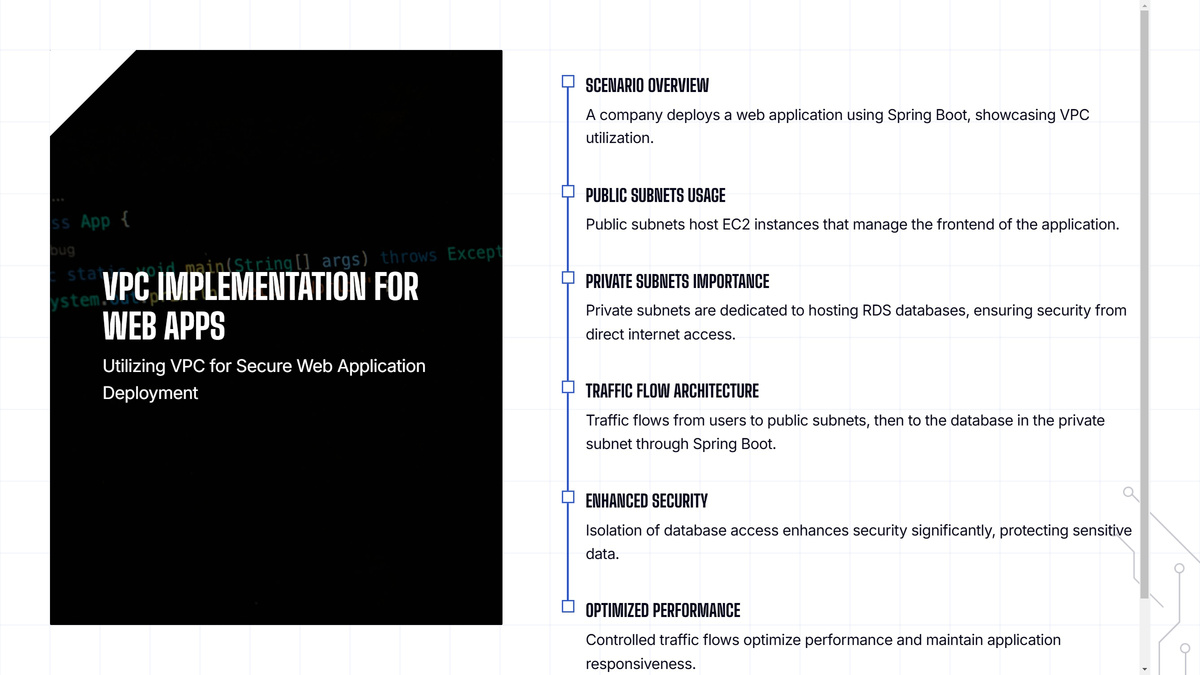 ...
ss App {
bug
c static void main(String[] args) throws Except
ystem.out.p
VPC IMPLEMENTATION FOR
WEB APPS
Utilizing VPC for Secure Web Application
Deployment
SCENARIO OVERVIEW
A company deploys a web application using Spring Boot, showcasing VPC
utilization.
PUBLIC SUBNETS USAGE
Public subnets host EC2 instances that manage the frontend of the application.
PRIVATE SUBNETS IMPORTANCE
Private subnets are dedicated to hosting RDS databases, ensuring security from
direct internet access.
TRAFFIC FLOW ARCHITECTURE
Traffic flows from users to public subnets, then to the database in the private
subnet through Spring Boot.
ENHANCED SECURITY
Isolation of database access enhances security significantly, protecting sensitive
data.
OPTIMIZED PERFORMANCE
Controlled traffic flows optimize performance and maintain application
responsiveness.